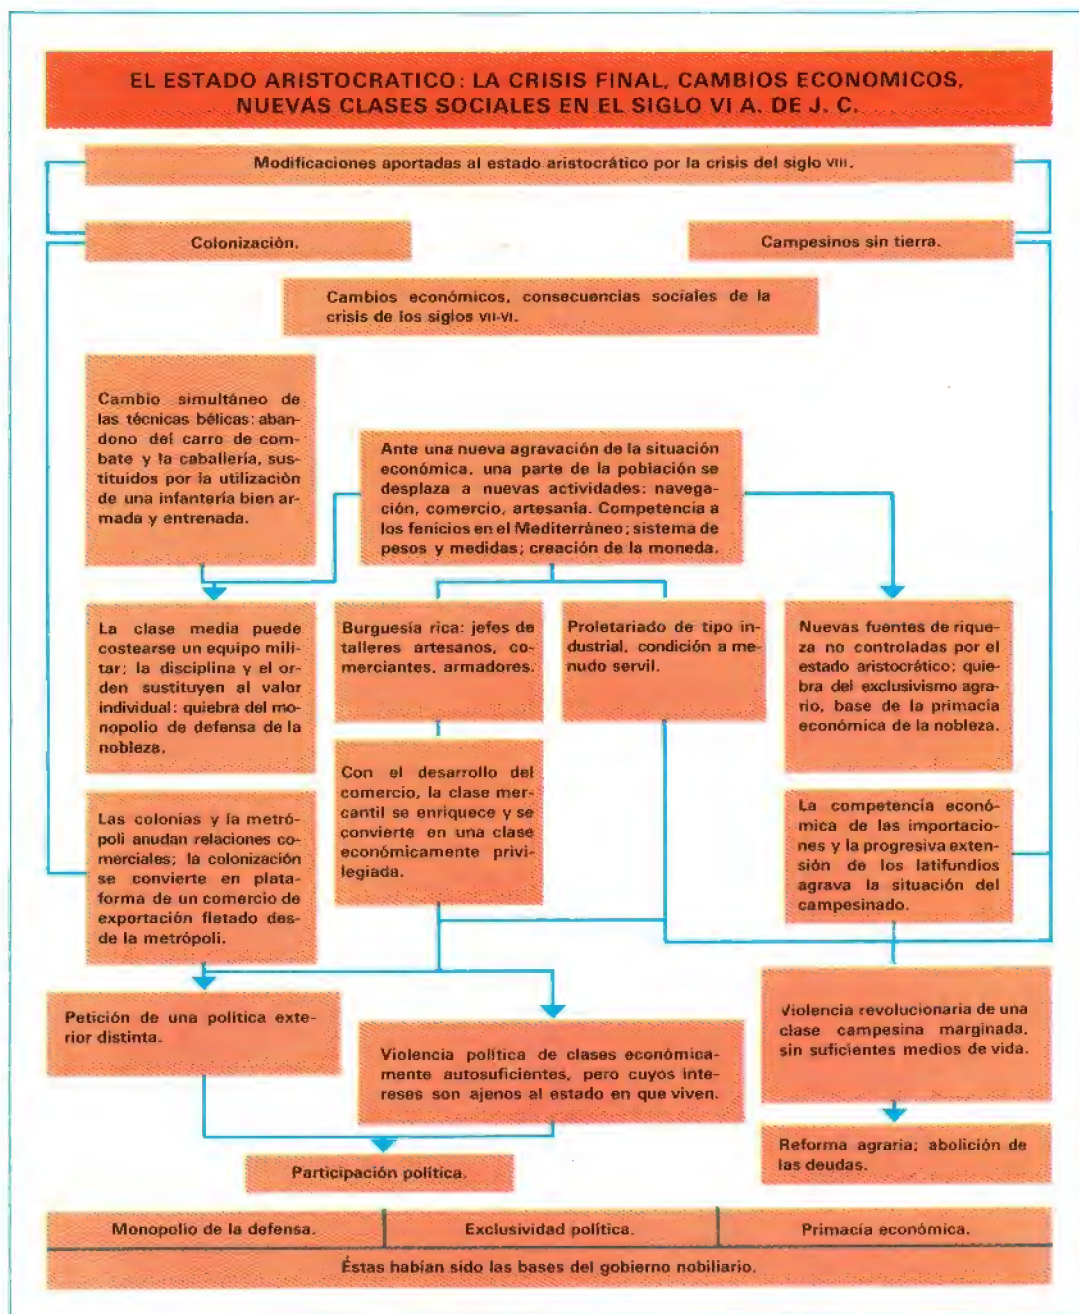 EL ESTADO ARISTOCRATICO: LA CRISIS FINAL, CAMBIOS ECONOMICOS,
NUEVAS CLASES SOCIALES EN EL SIGLO VI A. DE J. C.
Modificaciones aportadas al estado aristocrático por la crisis del siglo VIII.
Colonización.
Campesinos sin tierra.
Cambios económicos, consecuencias sociales de la
crisis de los siglos VII-VI.
Cambio simultáneo de
las técnicas bélicas: aban-
dono del carro de com-
bate y la caballería, sus-
tituídos por la utilización
de una infantería bien ar-
mada y entrenada.
Ante una nueva agravación de la situación
económica, una parte de la población se
desplaza a nuevas actividades: navega-
ción, comercio, artesanía. Competencia a
los fenicios en el Mediterráneo; sistema de
pesos y medidas; creación de la moneda.
La clase media puede
costearse un equipo mili-
tar; la disciplina y el or-
den sustituyen al valor
individual: quiebra del mo-
nopolio de defensa de la
nobleza.
Burguesía rica: jefes de
talleres artesanos, co-
merciantes, armadores.
Proletariado de tipo in-
dustrial, condición a me-
nudo servil.
Nuevas fuentes de rique-
za no controladas por el
estado aristocrático; quie-
bra del exclusivismo agra-
rio, base de la primacía
económica de la nobleza.
Con el desarrollo del
comercio, la clase mer-
cantil se enriquece y se
convierte en una clase
económicamente privi-
legiada.
Las colonias y la metró-
poli anudan relaciones co-
merciales; la colonización
se convierte en plata-
forma de un comercio de
exportación fletado des-
de la metrópoli.
La competencia econó-
mica de las importacio-
nes y la progresiva exten-
sión de los latifundios
agrava la situación del
campesinado.
Petición de una política exte-
rior distinta.
Violencia política de clases económica-
mente autosuficientes, pero cuyos inte-
reses son ajenos al estado en que viven.
Violencia revolucionaria de una
clase campesina marginada,
sin suficientes medios de vida.
Participación política.
Reforma agraria; abolición de
las deudas.
Monopolio de la defensa.
Exclusividad política.
Primacía económica.
Éstas habían sido las bases del gobierno nobiliario.